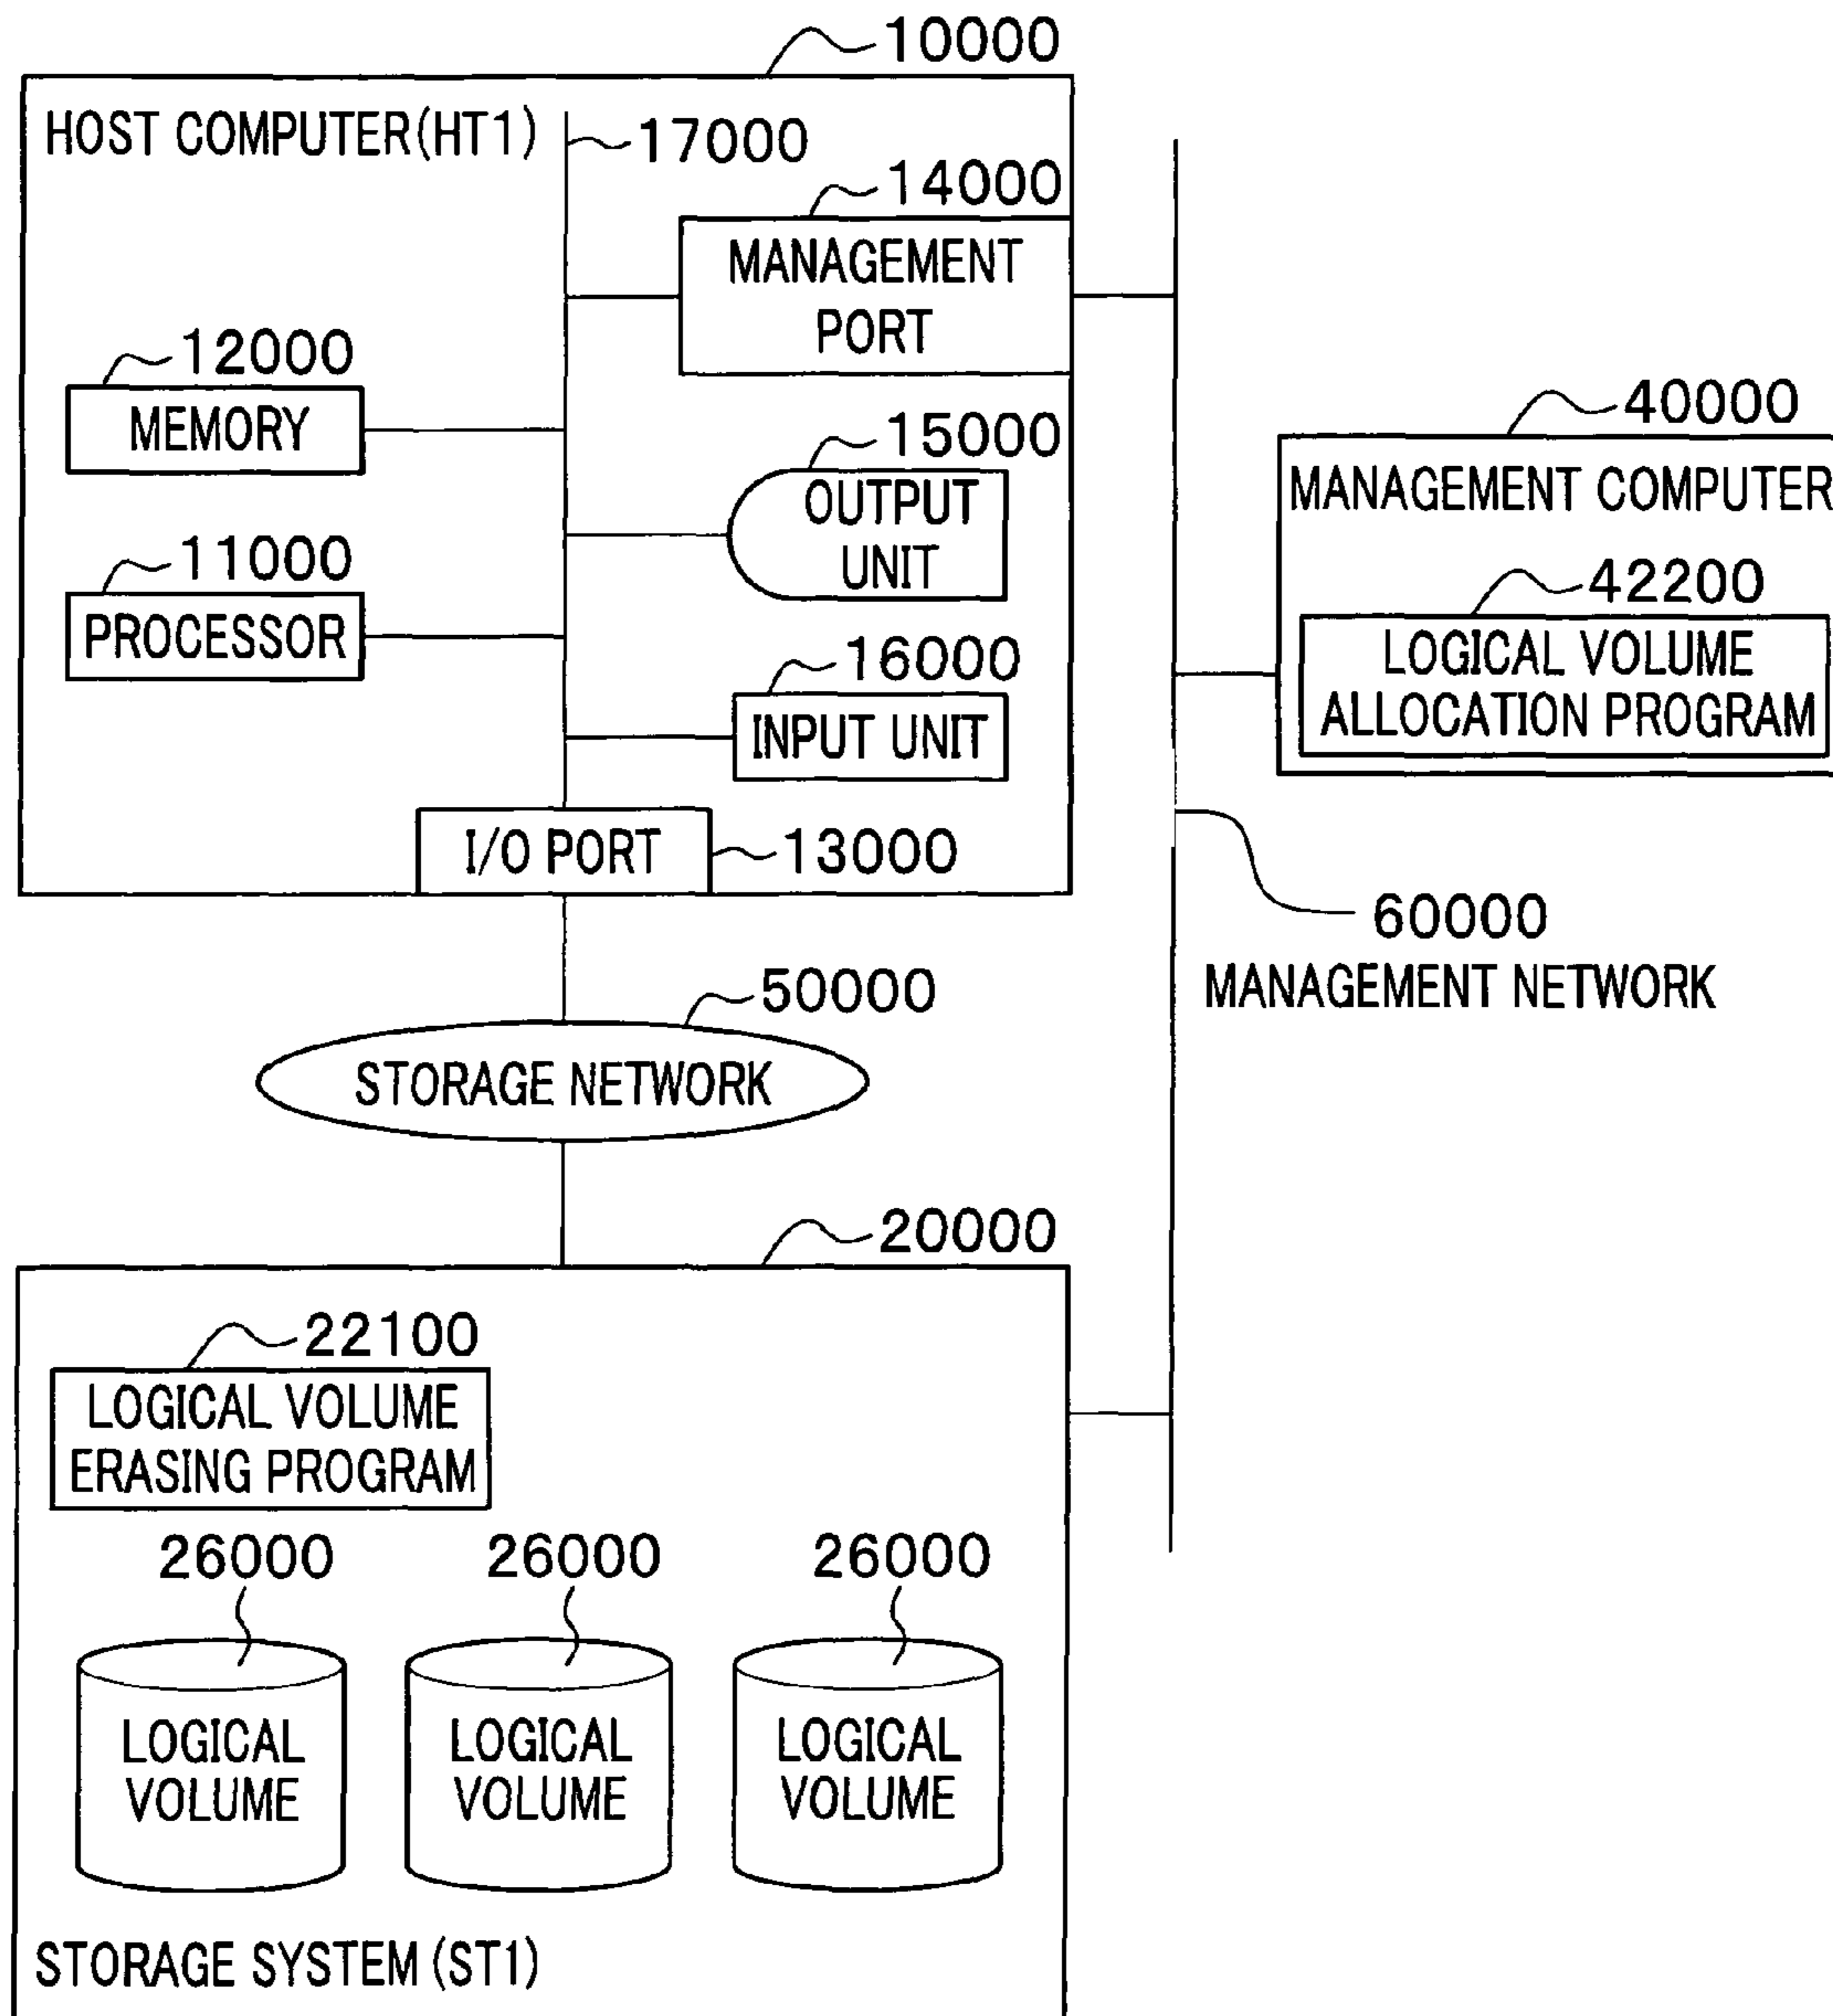 10000
HOST COMPUTER(HT1)
17000
14000
MANAGEMENT
PORT
12000
MEMORY
15000
OUTPUT
UNIT
11000
PROCESSOR
16000
INPUT UNIT
I/O PORT
13000
40000
MANAGEMENT COMPUTER
42200
LOGICAL VOLUME
ALLOCATION PROGRAM
60000
MANAGEMENT NETWORK
50000
STORAGE NETWORK
20000
22100
LOGICAL VOLUME
ERASING PROGRAM
26000
26000
26000
LOGICAL
VOLUME
LOGICAL
VOLUME
LOGICAL
VOLUME
STORAGE SYSTEM (ST1)